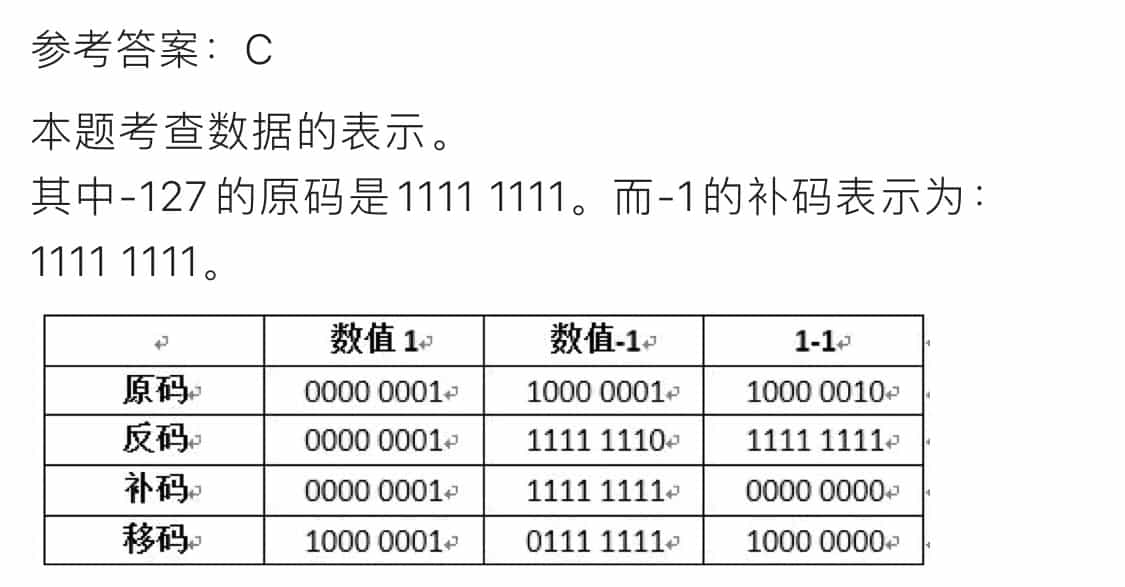 参考答案：C
本题考查数据的表示。
其中-127的原码是1111 1111。而-1的补码表示为：
1111 1111。
数值 1 数值-1 1-1
原码 0000 0001 1000 0001 1000 0010
反码 0000 0001 1111 1110 1111 1111
补码 0000 0001 1111 1111 0000 0000
移码 1000 0001 0111 1111 1000 0000